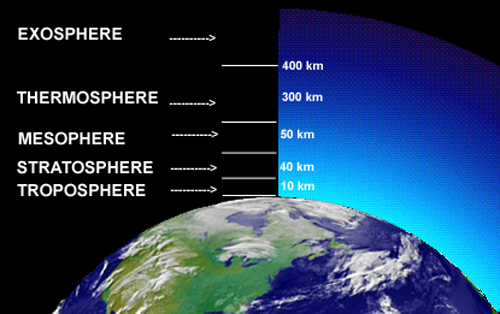 EXOSPHERE
---------->
400 km
THERMOSPHERE
---------->
300 km
MESOPHERE
---------->
50 km
STRATOSPHERE
---------->
40 km
TROPOSPHERE
---------->
10 km